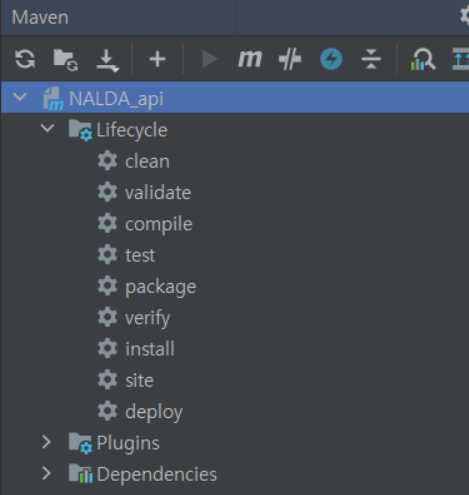 Maven
m
NALDA_api
Lifecycle
clean
validate
compile
test
package
verify
install
site
deploy
Plugins
Dependencies